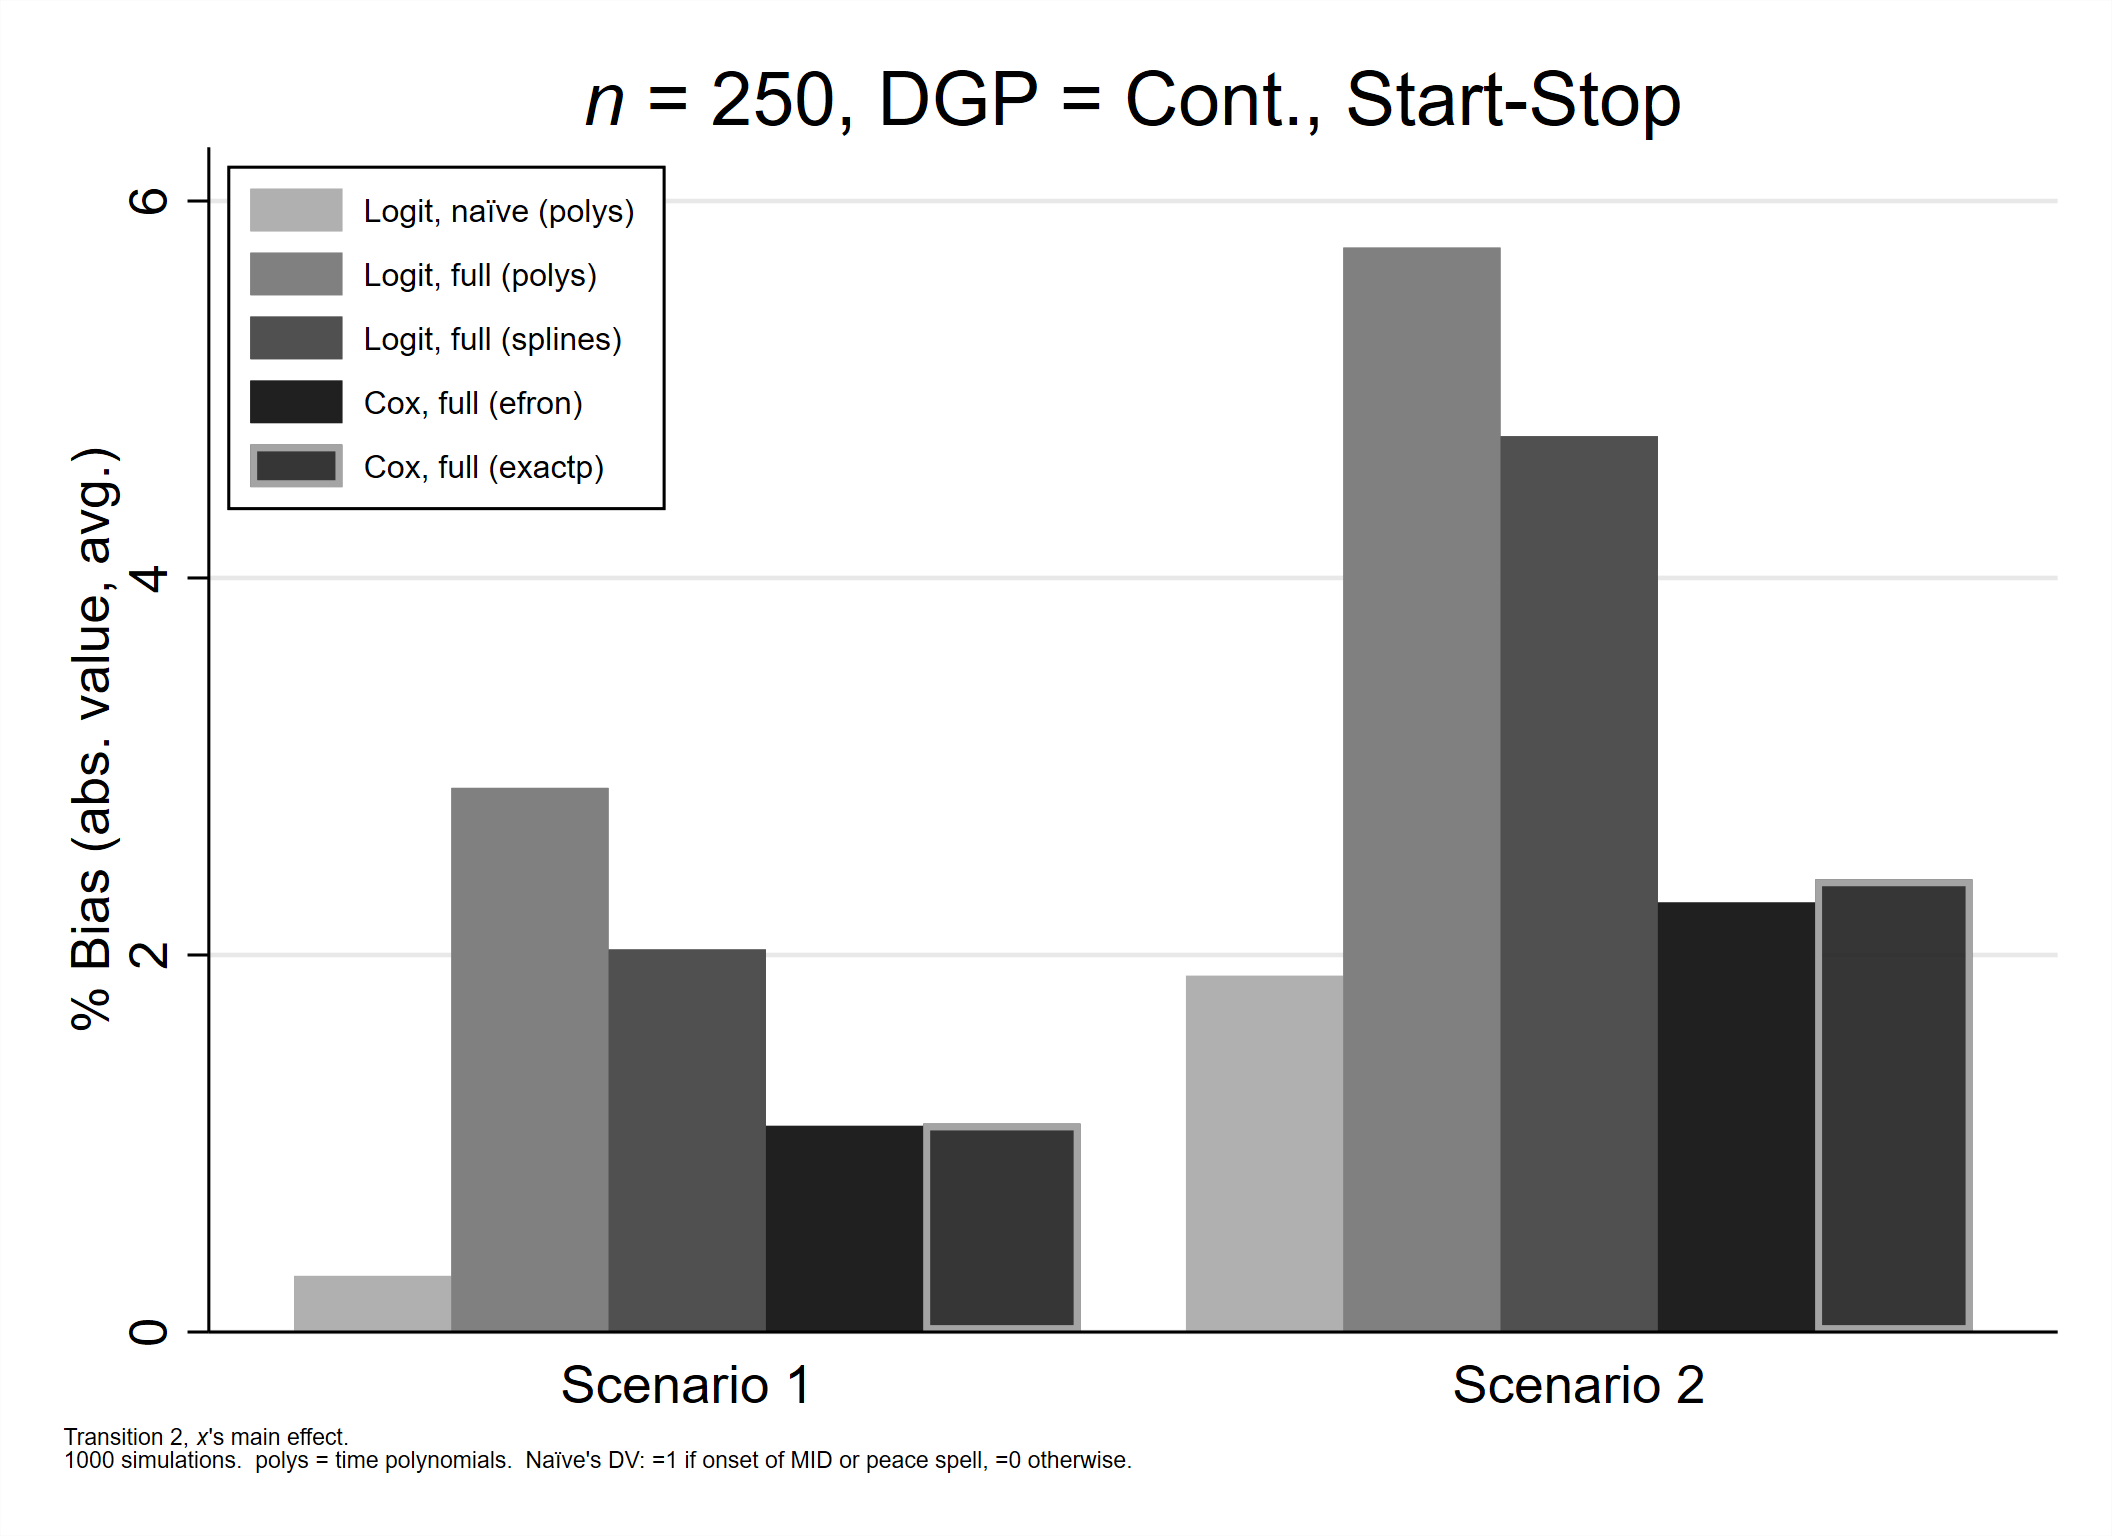 n = 250, DGP = Cont., Start-Stop
% Bias (abs. value, avg.)
6
4
2
0
Logit, naïve (polys)
Logit, full (polys)
Logit, full (splines)
Cox, full (efron)
Cox, full (exactp)
Scenario 1
Scenario 2
Transition 2, x's main effect.
1000 simulations.  polys = time polynomials.  Naïve's DV: =1 if onset of MID or peace spell, =0 otherwise.